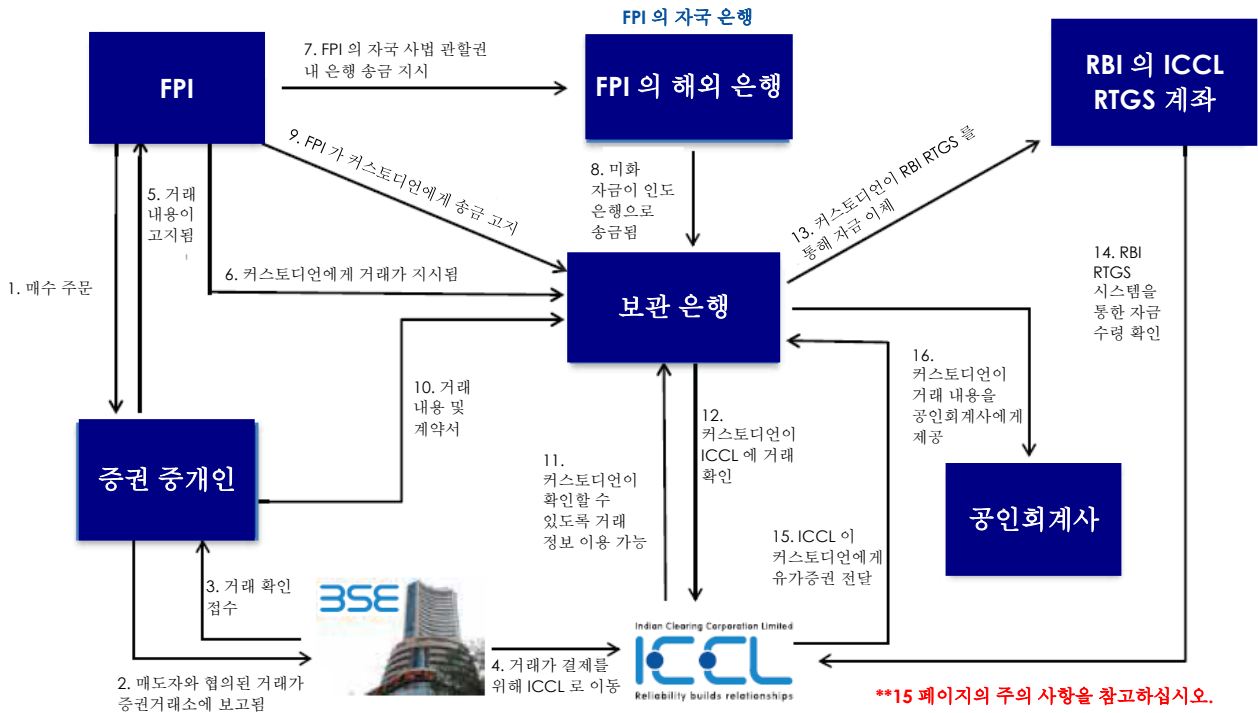 FPI 의 자국 은행
FPI
7. FPI 의 자국 사법 관할권
내 은행 송금 지시
FPI 의 해외 은행
RBI 의 ICCL
RTGS 계좌
9. FPI 가 커스토디언에게 송금 고지
8. 미화
자금이 인도
은행으로
송금됨
13. 커스토디언이 RBI RTGS 를
통해 자금 이체
5. 거래
내용이
고지됨
6. 커스토디언에게 거래가 지시됨
1. 매수 주문
보관 은행
14. RBI
RTGS
시스템을
통한 자금
수령 확인
10. 거래
내용 및
계약서
16.
커스토디언이
거래 내용을
공인회계사에게
제공
12.
커스토디언이
ICCL 에 거래
확인
증권 중개인
11.
커스토디언이
확인할 수
있도록 거래
정보 이용 가능
공인회계사
15. ICCL 이
커스토디언에게
유가증권 전달
3. 거래 확인
접수
BSE
Indian Clearing Corporation Limited
ICCL
Reliability builds relationships
4. 거래가 결제를
위해 ICCL 로 이동
2. 매도자와 협의된 거래가
증권거래소에 보고됨
**15 페이지의 주의 사항을 참고하십시오.